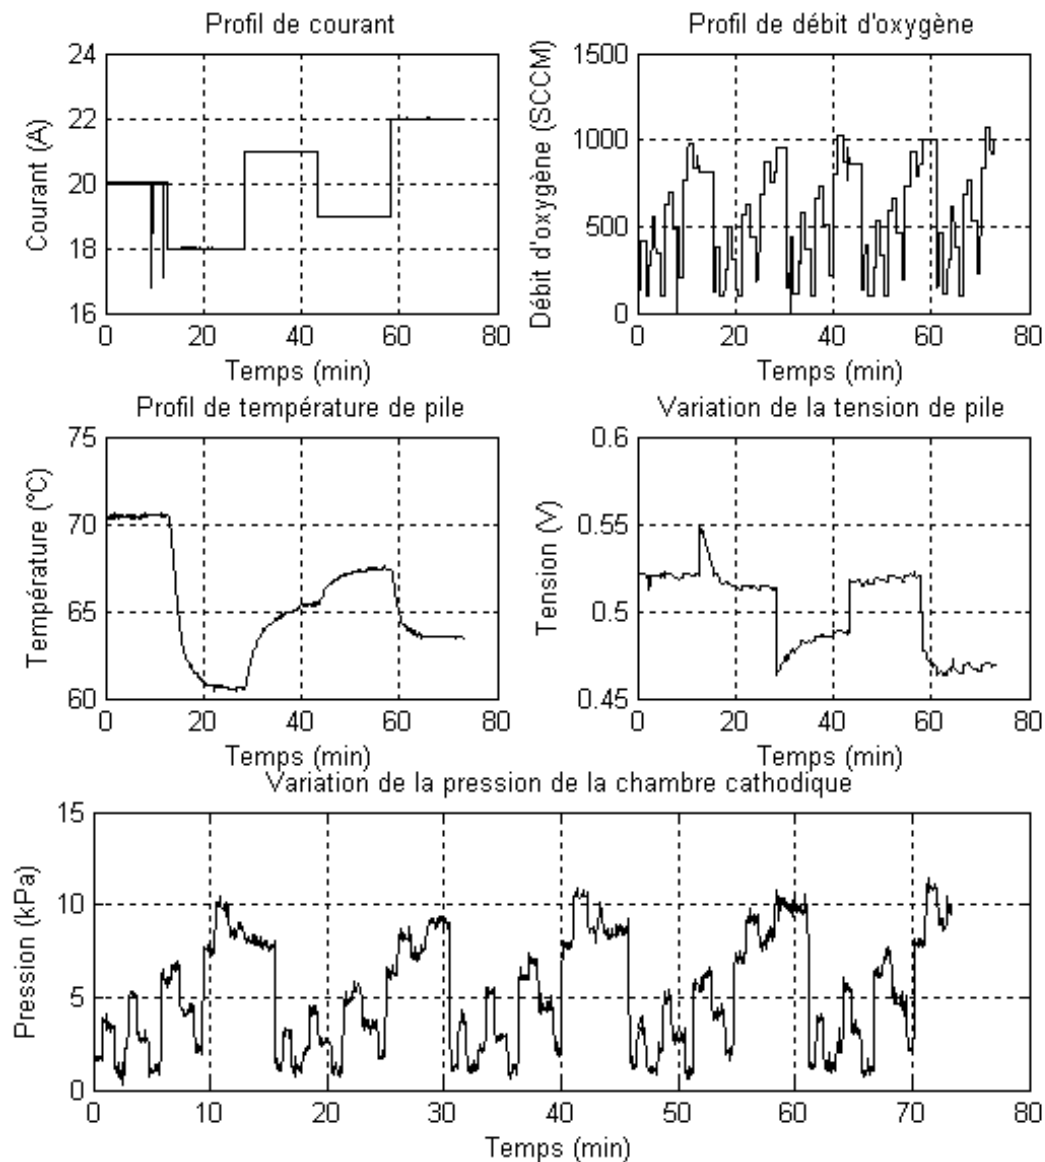 Profil de courant
24
22
20
18
16
Courant (A)
0 20 40 60 80
Temps (min)
Profil de débit d'oxygène
1500
1000
500
0
Débit d'oxygène (SCCM)
0 20 40 60 80
Temps (min)
Profil de température de pile
75
70
65
60
Température (°C)
0 20 40 60 80
Temps (min)
Variation de la tension de pile
0.6
0.55
0.5
0.45
Tension (V)
0 20 40 60 80
Temps (min)
Variation de la pression de la chambre cathodique
15
10
5
0
Pression (kPa)
0 10 20 30 40 50 60 70 80
Temps (min)